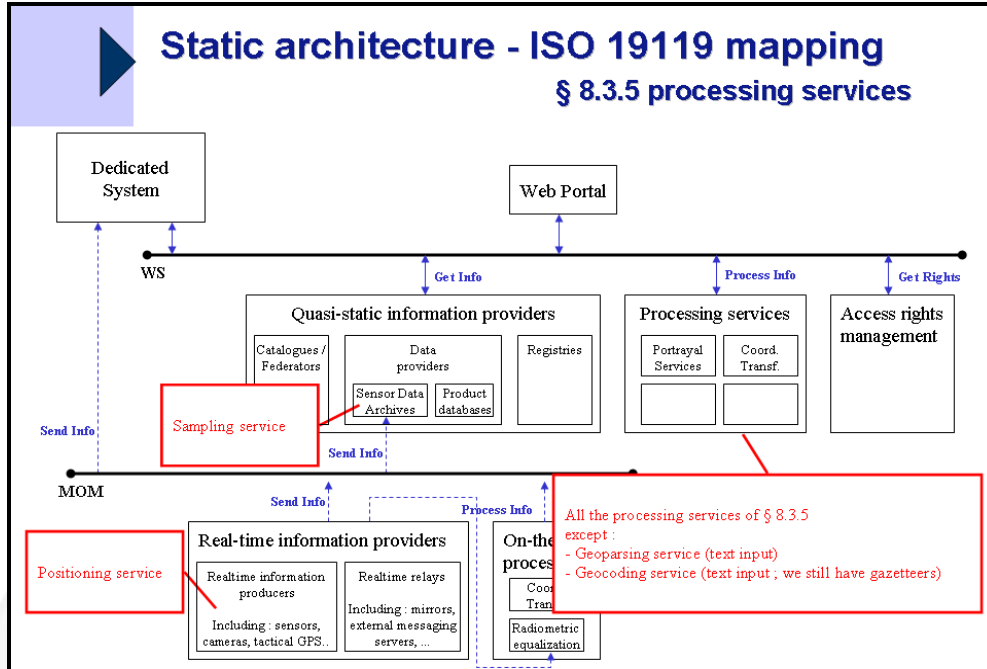 Static architecture - ISO 19119 mapping
§ 8.3.5 processing services
Dedicated
System
Web Portal
WS
Get Info
Process Info
Get Rights
Quasi-static information providers
Catalogues /
Federators
Data
providers
Sensor Data
Archives
Product
databases
Registries
Processing services
Portrayal
Services
Coord.
Transf.
Access rights
management
Sampling service
Send Info
Send Info
MOM
Send Info
Process Info
Real-time information providers
Realtime information
producers
Including : sensors,
cameras, tactical GPS..
Realtime relays
Including : mirrors,
external messaging
servers, ...
Positioning service
On-the
proces
Coor
Tran
Radiometric
equalization
All the processing services of § 8.3.5
except :
- Geoparsing service (text input)
- Geocoding service (text input ; we still have gazetteers)